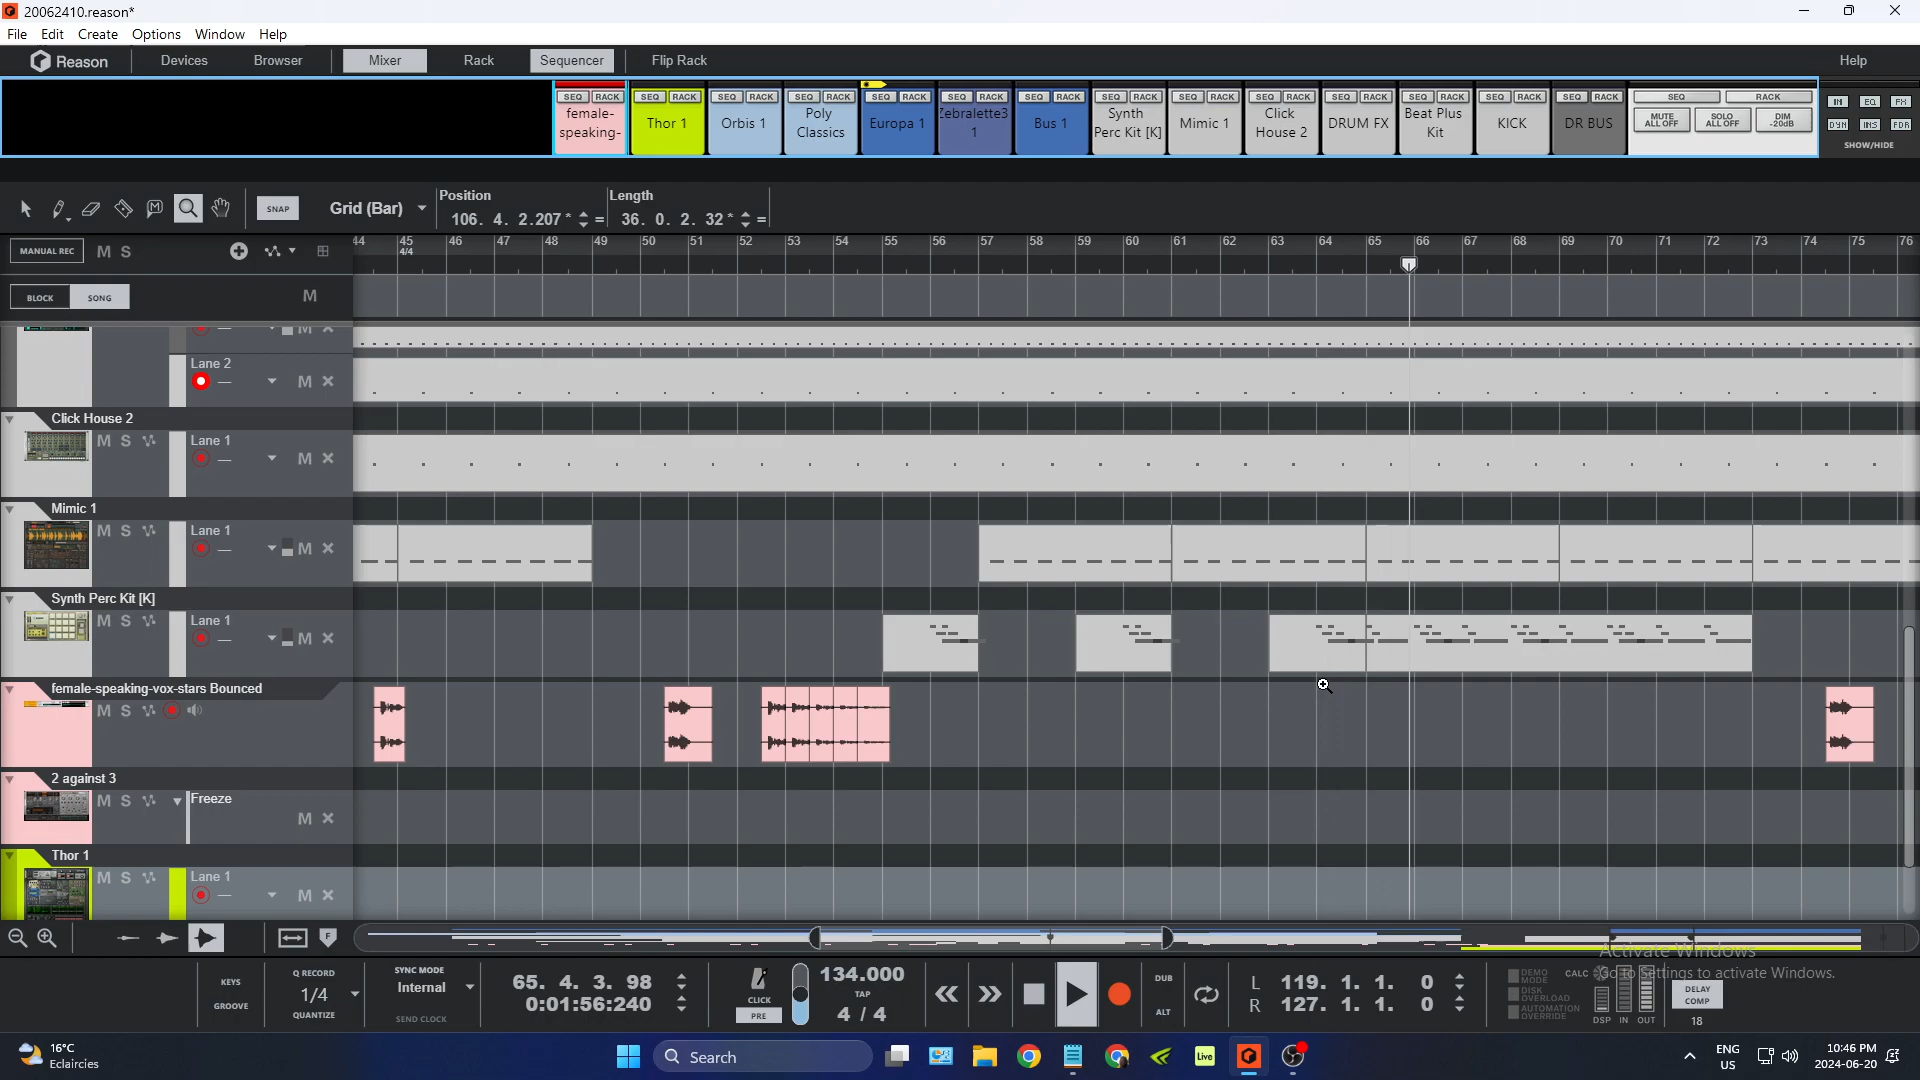 20062410.reason*
File Edit Create Options Window Help
Reason Devices Browser Mixer Rack Sequencer Flip Rack Help
SEQ RACK SEQ RACK SEQ RACK SEQ RACK SEQ RACK SEQ RACK SEQ RACK SEQ RACK SEQ RACK SEQ RACK SEQ RACK SEQ RACK SEQ RACK SEQ RACK SEQ RACK
female-speaking- Thor 1 Orbis 1 Poly Classics Europa 1 Zebralette3 1 Bus 1 Synth Perc Kit [K] Mimic 1 Click House 2 DRUM FX Beat Plus Kit KICK DR BUS
MUTE ALL OFF SOLO ALL OFF DIM -20dB
IN EQ FX
DYN INS FDR
SHOW/HIDE
SNAP Grid (Bar) Position 106. 4. 2.207 * = Length 36. 0. 2. 32 * =
MANUAL REC M S
44 45 46 47 48 49 50 51 52 53 54 55 56 57 58 59 60 61 62 63 64 65 66 67 68 69 70 71 72 73 74 75 76
4/4
BLOCK SONG M
Lane 2
M
Click House 2
M S Lane 1
M
Mimic 1
M S Lane 1
M
Synth Perc Kit [K]
M S Lane 1
M
female-speaking-vox-stars Bounced
M S
2 against 3
M S Freeze
M
Thor 1
M S Lane 1
M
F
KEYS
GROOVE
Q RECORD
1/4
QUANTIZE
SYNC MODE
Internal
SEND CLOCK
65. 4. 3. 98
0:01:56:240
CLICK
PRE
134.000
TAP
4 / 4
DUB
ALT
L 119. 1. 1. 0
R 127. 1. 1. 0
DEMO MODE
DISK OVERLOAD
AUTOMATION OVERRIDE
CALC
DSP IN OUT
DELAY COMP
18
Activate Windows
Go to Settings to activate Windows.
16°C
Eclaircies
Search
Live
ENG
US
10:46 PM
2024-06-20